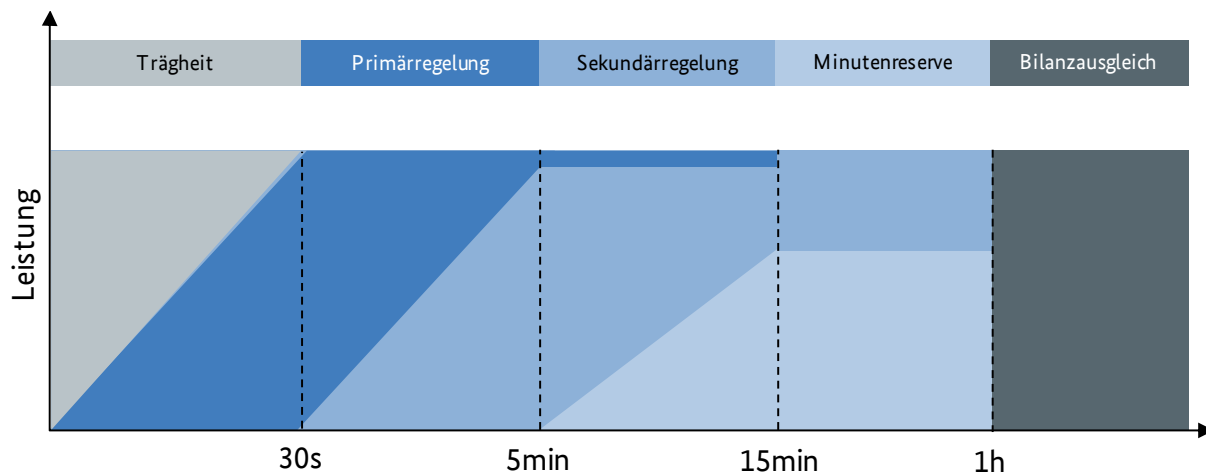 Trägheit
Primärregelung
Sekundärregelung
Minutenreserve
Bilanzausgleich
Leistung
30s
5min
15min
1h